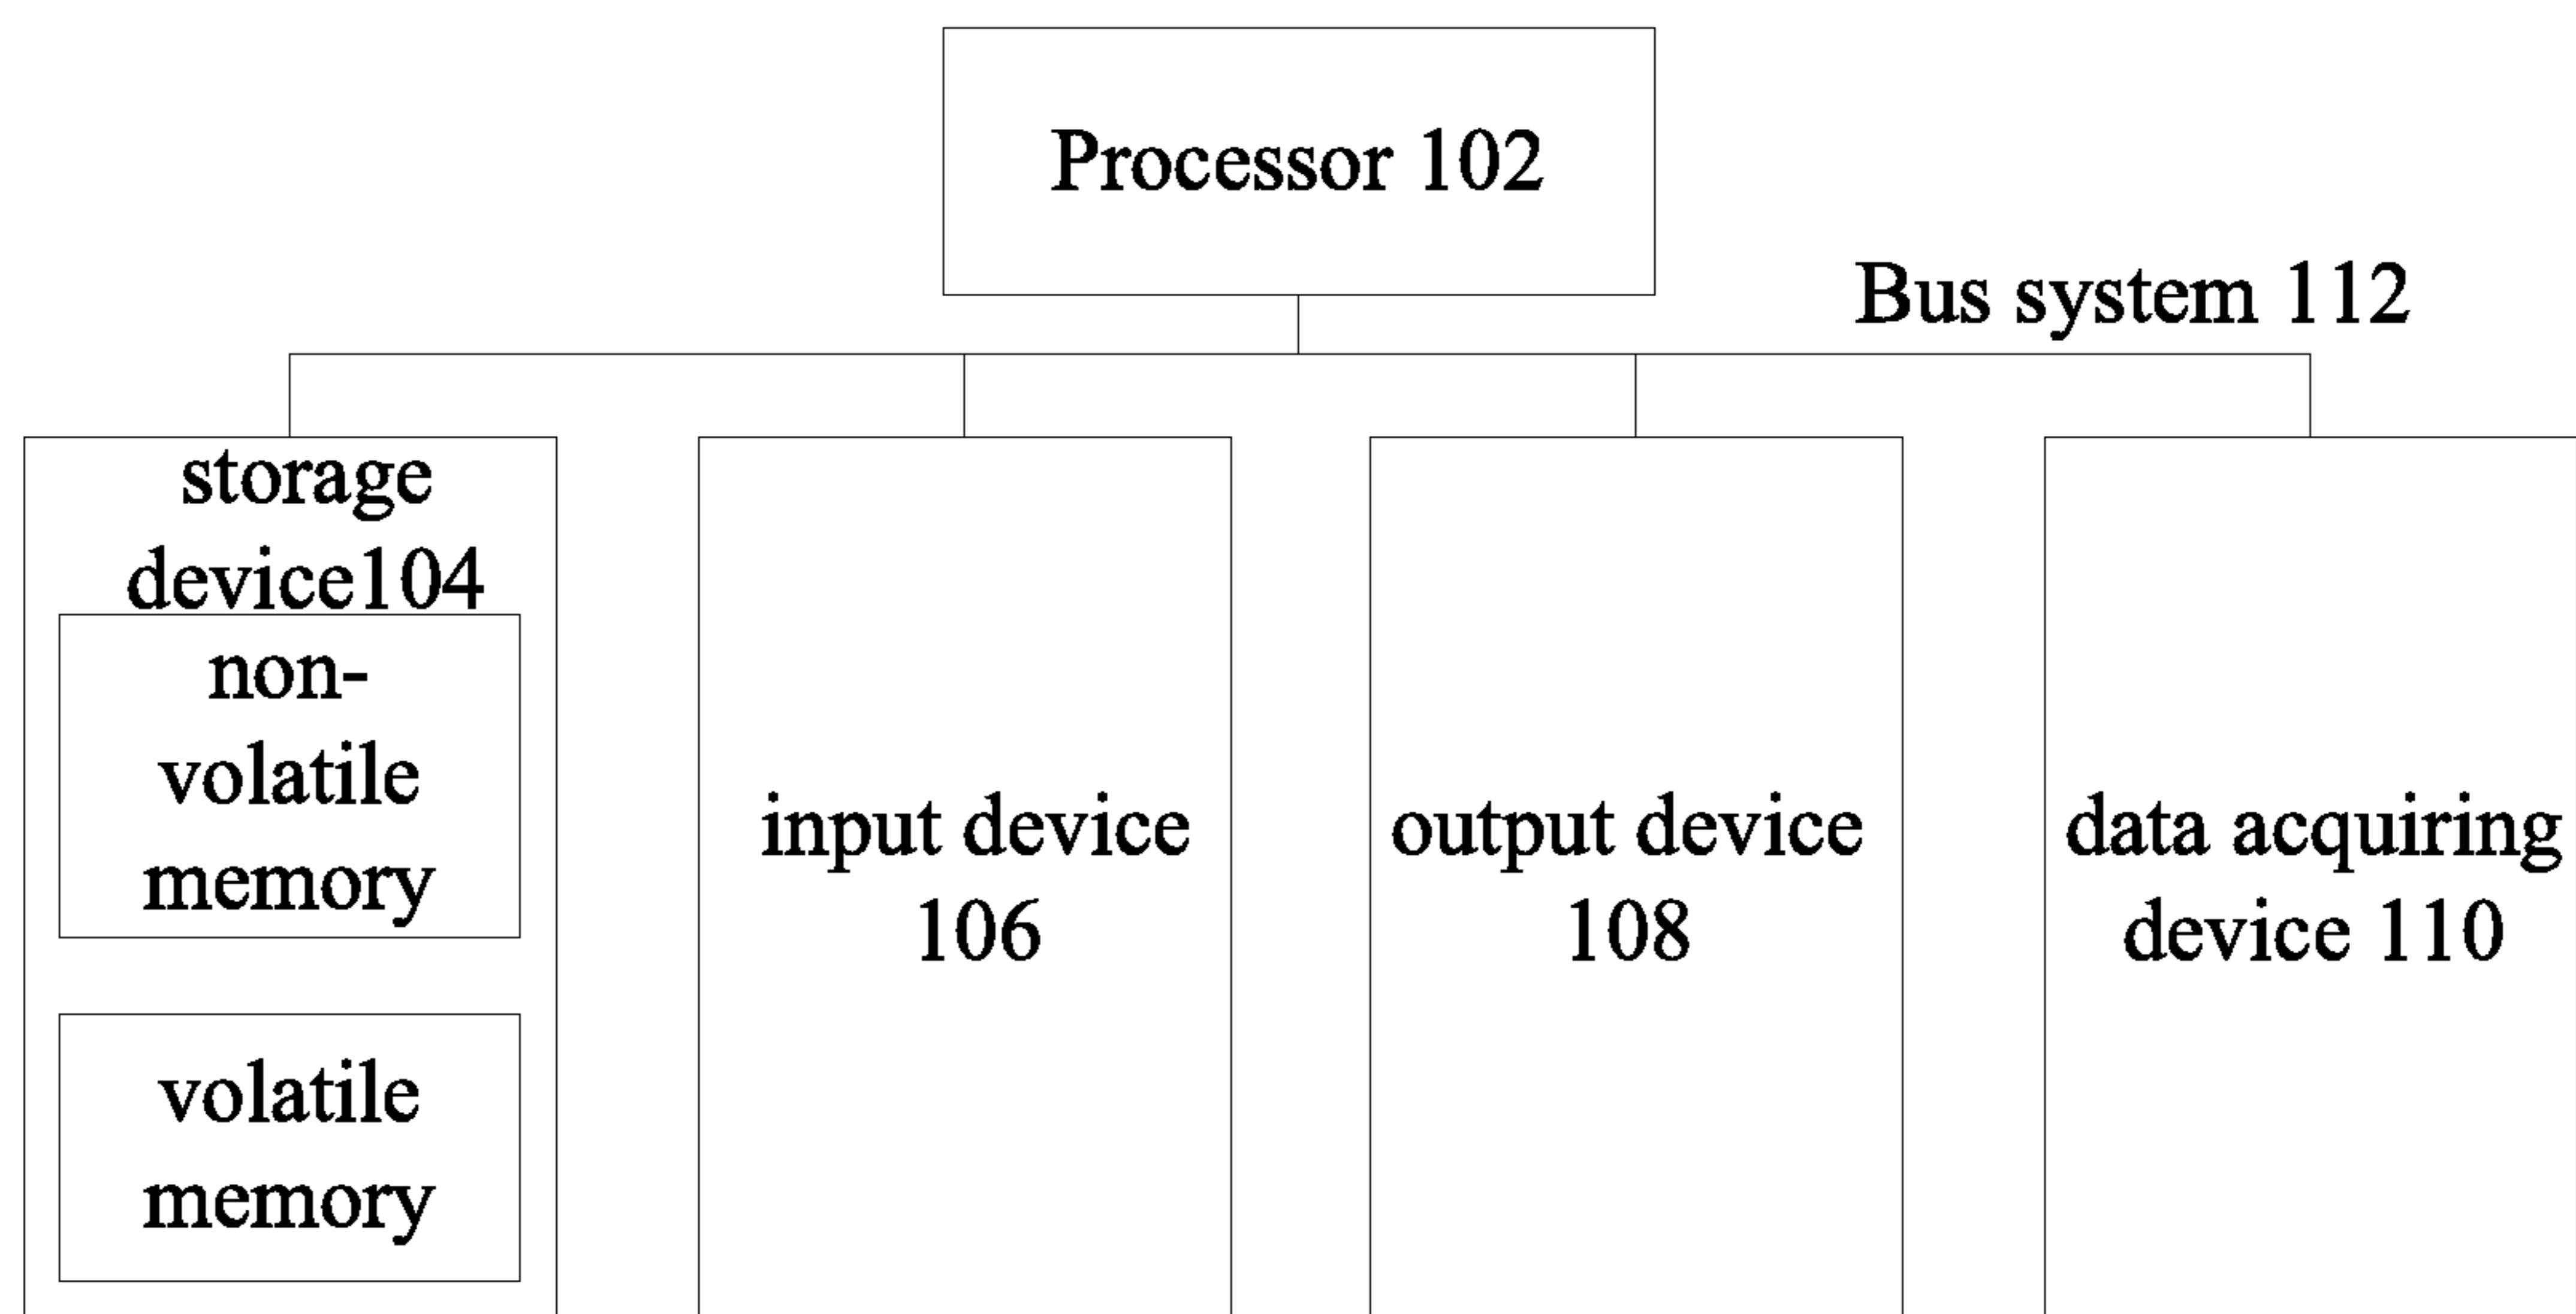 Processor 102
Bus system 112
storage
device104
non-
volatile
memory
volatile
memory
input device
106
output device
108
data acquiring
device 110